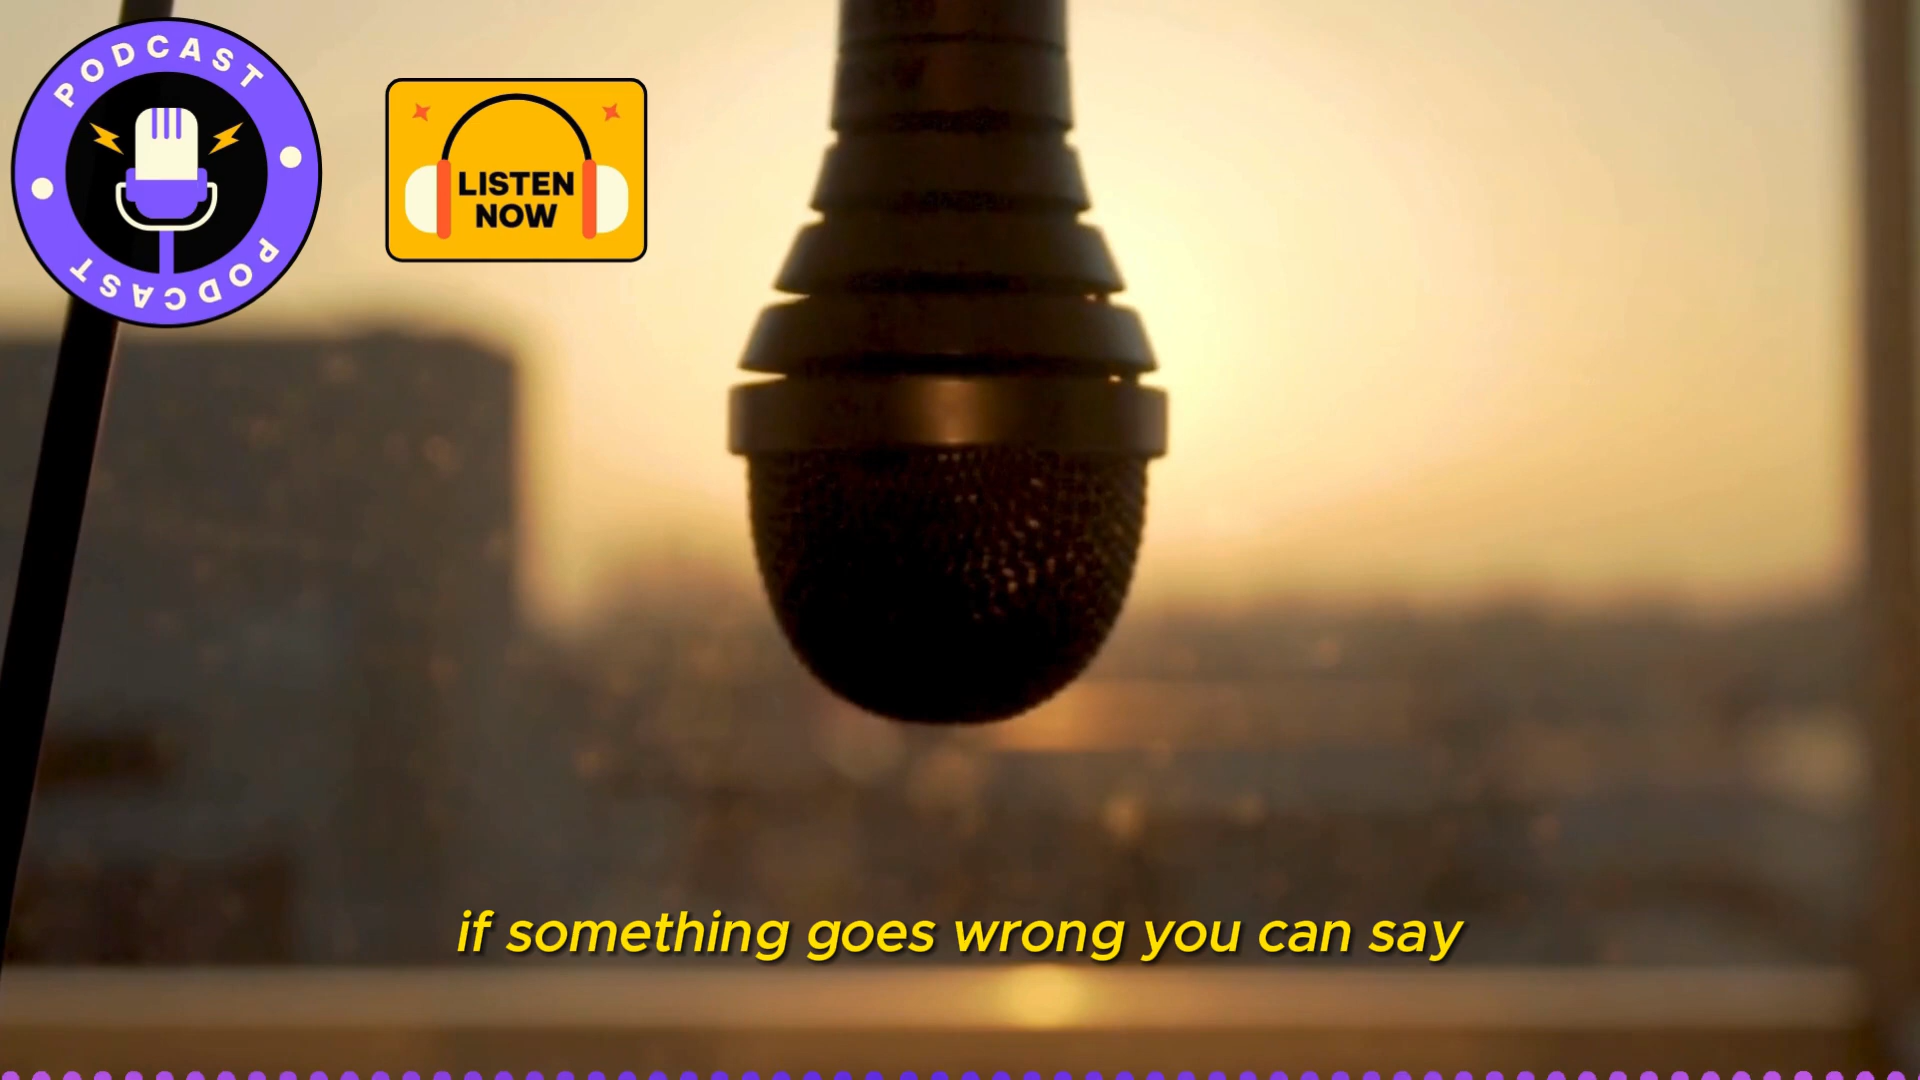 PODCAST
PODCAST
LISTEN
NOW
if something goes wrong you can say